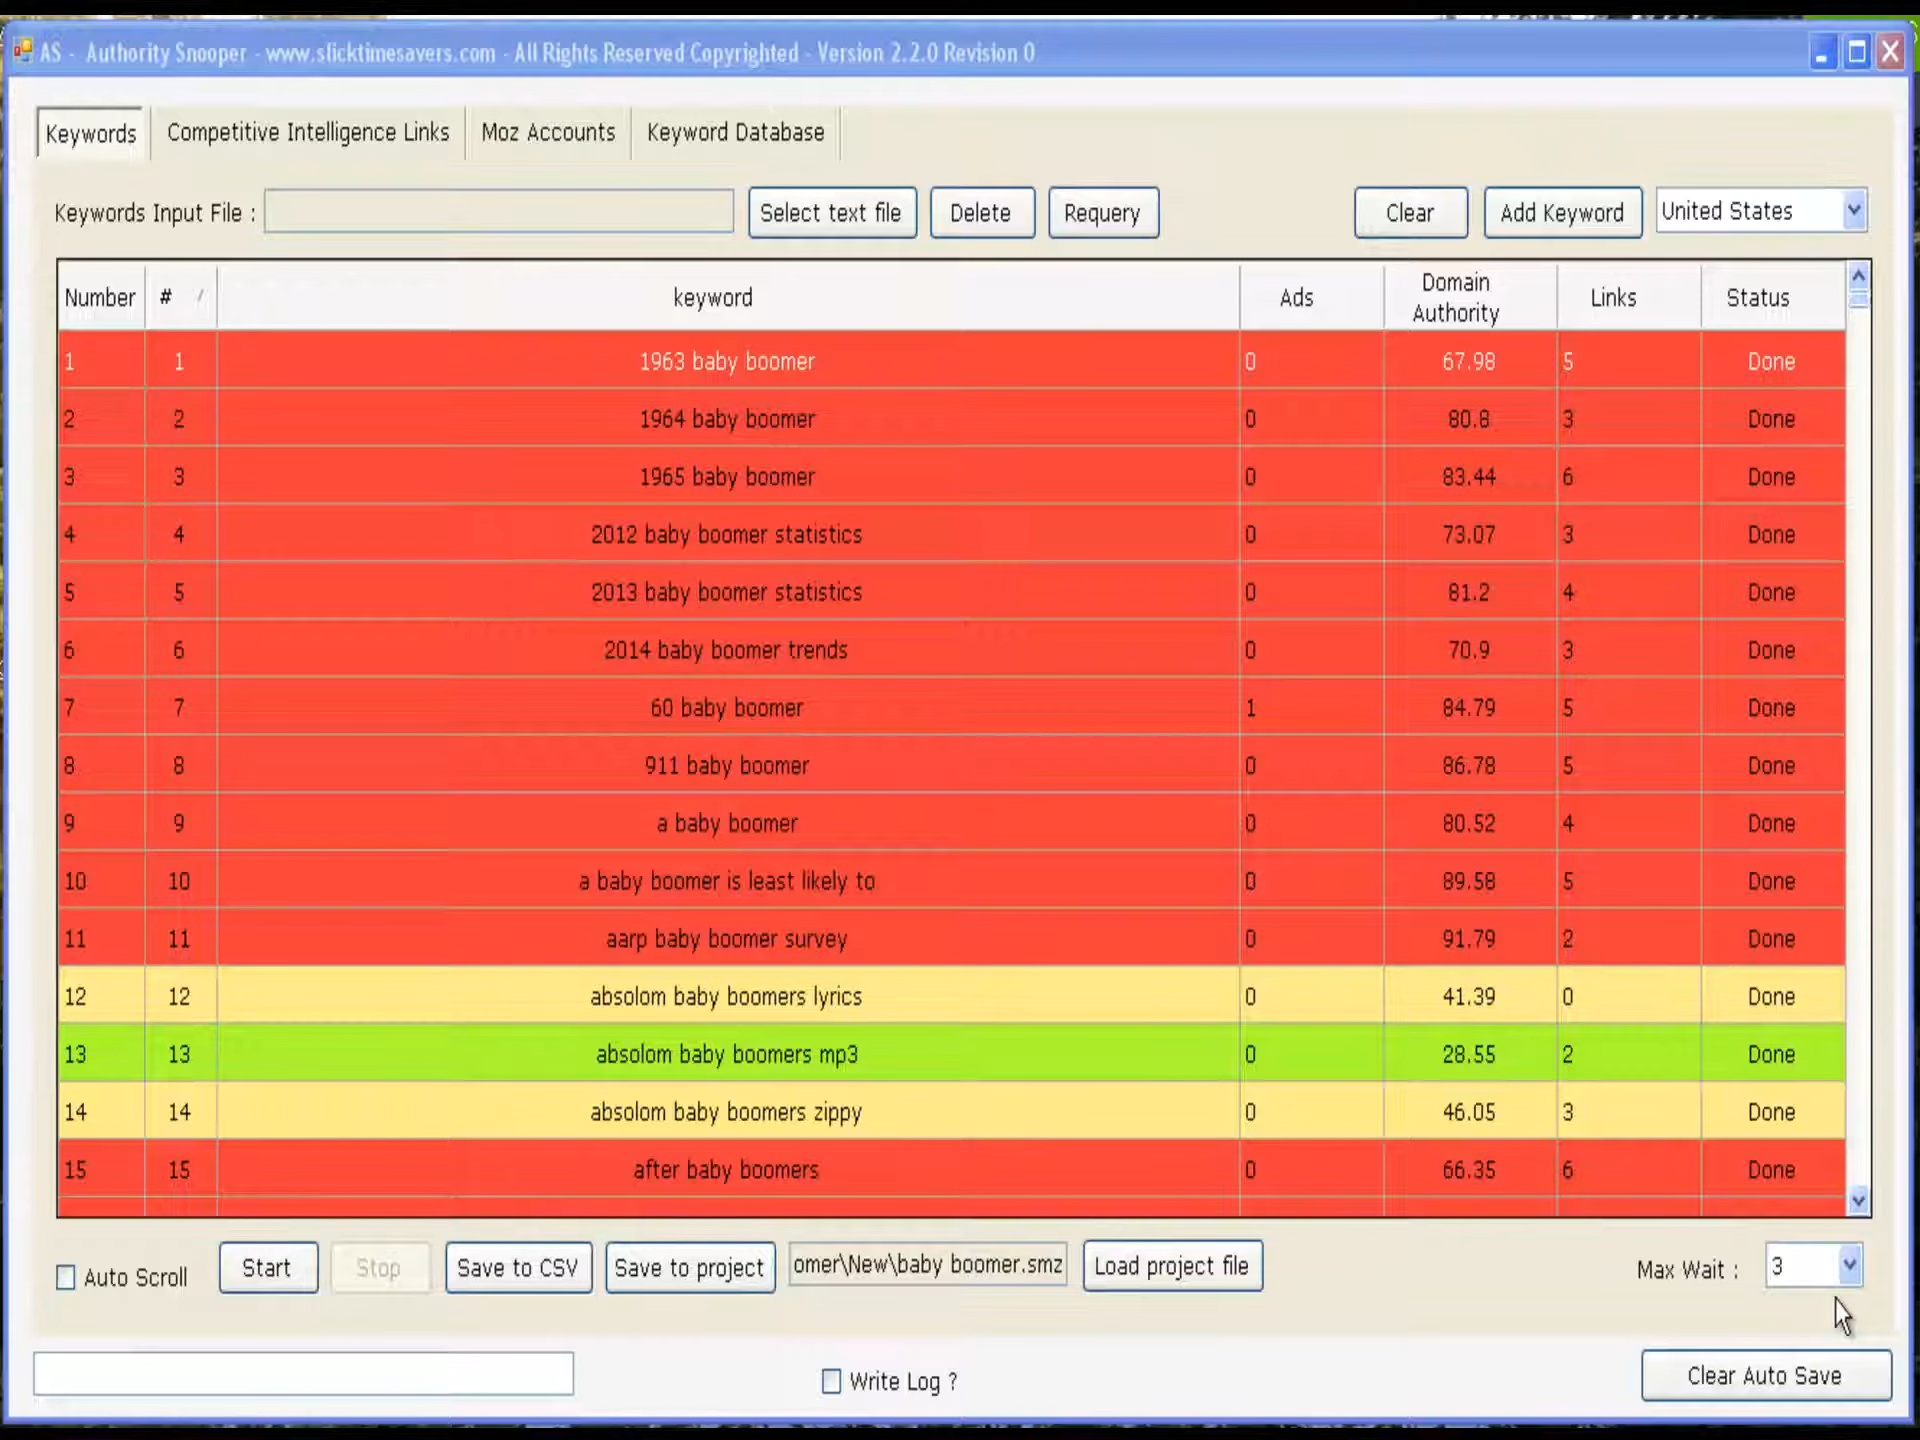 AS - Authority Snooper - www.slicktimesavers.com - All Rights Reserved Copyrighted - Version 2.2.0 Revision 0
Keywords Competitive Intelligence Links Moz Accounts Keyword Database
Keywords Input File : Select text file Delete Requery Clear Add Keyword United States
Number # keyword Ads Domain Authority Links Status
1 1 1963 baby boomer 0 67.98 5 Done
2 2 1964 baby boomer 0 80.8 3 Done
3 3 1965 baby boomer 0 83.44 6 Done
4 4 2012 baby boomer statistics 0 73.07 3 Done
5 5 2013 baby boomer statistics 0 81.2 4 Done
6 6 2014 baby boomer trends 0 70.9 3 Done
7 7 60 baby boomer 1 84.79 5 Done
8 8 911 baby boomer 0 86.78 5 Done
9 9 a baby boomer 0 80.52 4 Done
10 10 a baby boomer is least likely to 0 89.58 5 Done
11 11 aarp baby boomer survey 0 91.79 2 Done
12 12 absolom baby boomers lyrics 0 41.39 0 Done
13 13 absolom baby boomers mp3 0 28.55 2 Done
14 14 absolom baby boomers zippy 0 46.05 3 Done
15 15 after baby boomers 0 66.35 6 Done
Auto Scroll Start Stop Save to CSV Save to project omer\New\baby boomer.smz Load project file Max Wait : 3
Write Log ? Clear Auto Save